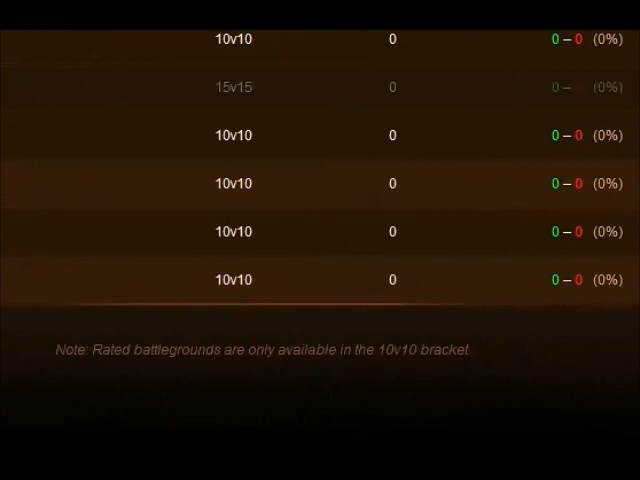 10v10 0 0 – 0 (0%)
15v15 0 0 – 0 (0%)
10v10 0 0 – 0 (0%)
10v10 0 0 – 0 (0%)
10v10 0 0 – 0 (0%)
10v10 0 0 – 0 (0%)
Note: Rated battlegrounds are only available in the 10v10 bracket.